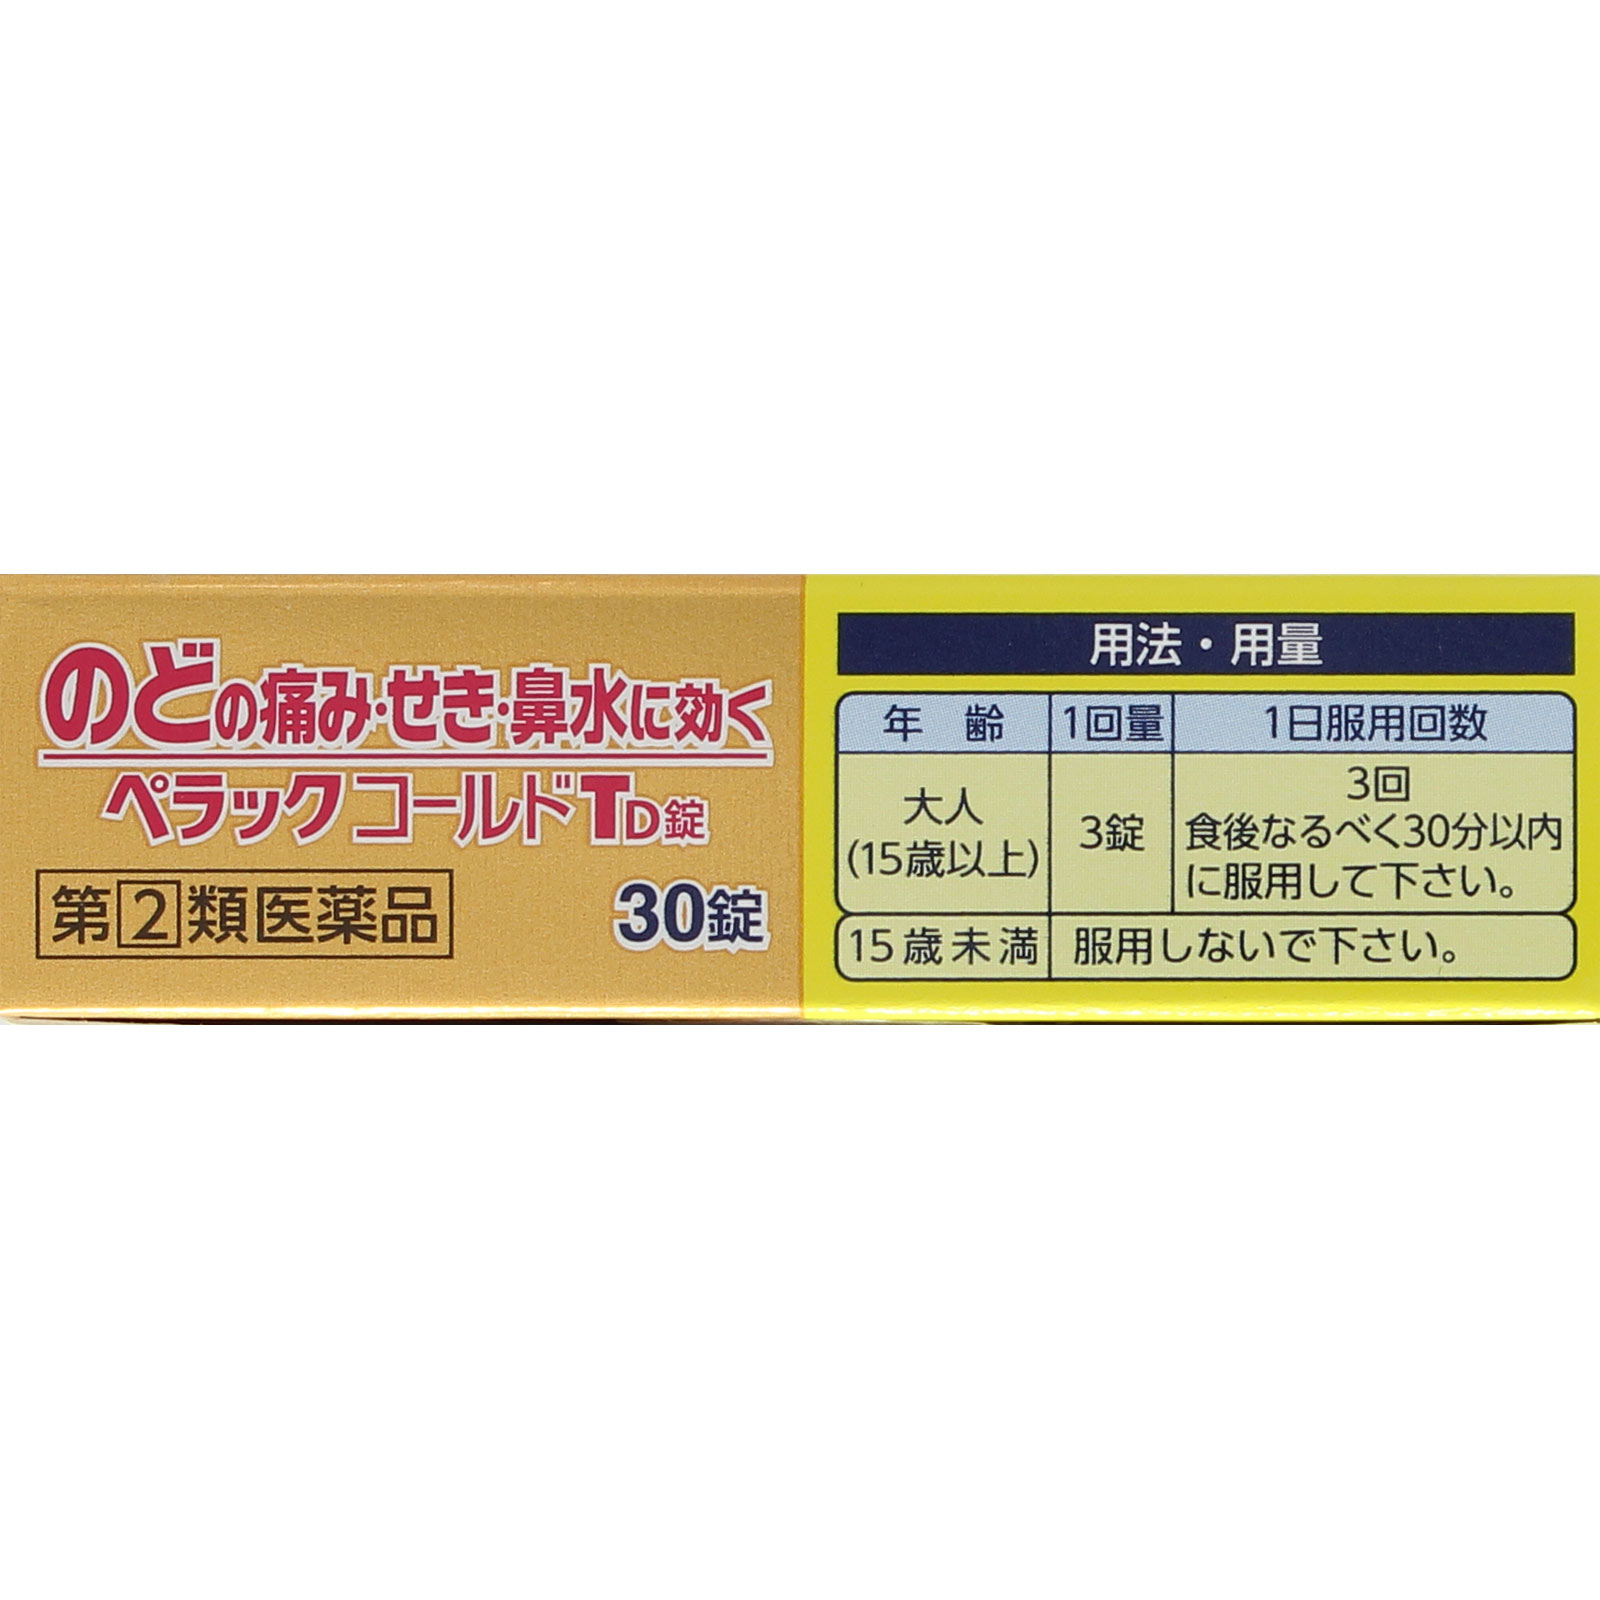 のどの痛み・せき・鼻水に効く
ペラックコールドTD錠
第②類医薬品
30錠
用法・用量
年 齢 1回量 1日服用回数
大人
(15歳以上)
3錠
3回
食後なるべく30分以内
に服用して下さい。
15歳未満 服用しないで下さい。